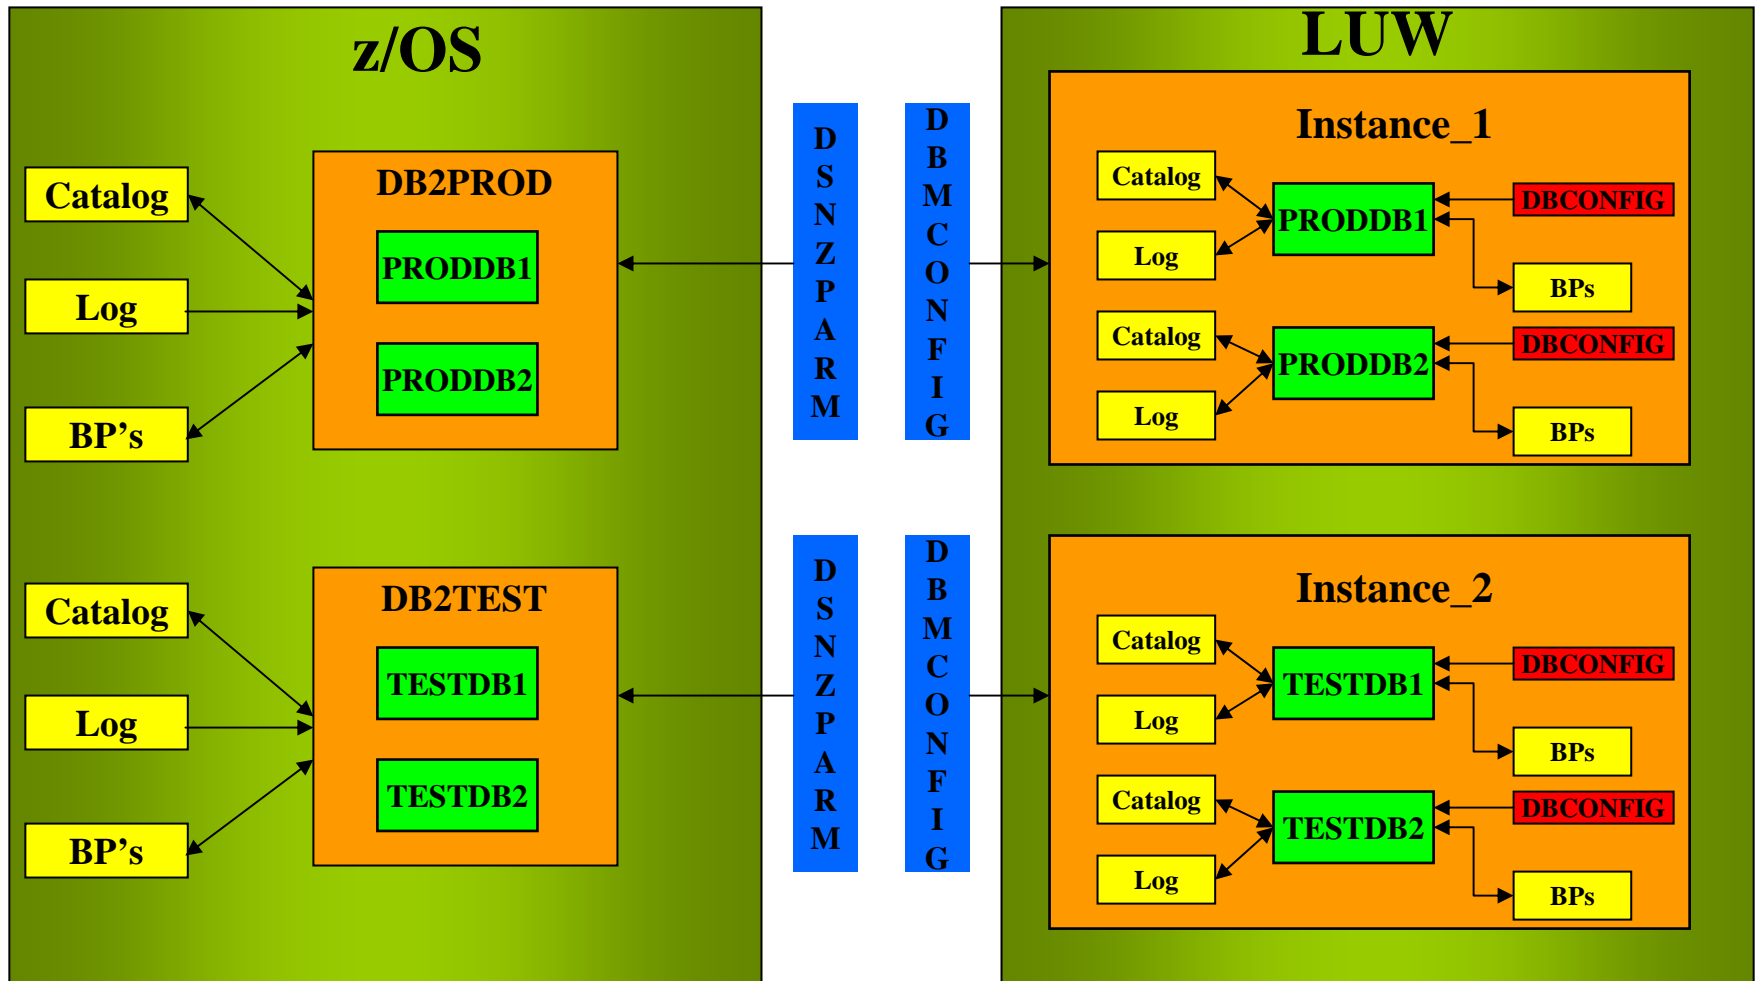 z/OS
DB2PROD
Catalog
PRODDB1
Log
PRODDB2
BP's
DB2TEST
Catalog
TESTDB1
Log
TESTDB2
BP's
DSNZPARM
DSNZPARM
DBMCONFIG
DBMCONFIG
LUW
Instance_1
Catalog
PRODDB1
DBCONFIG
Log
BPs
Catalog
PRODDB2
DBCONFIG
Log
BPs
Instance_2
Catalog
TESTDB1
DBCONFIG
Log
BPs
Catalog
TESTDB2
DBCONFIG
Log
BPs